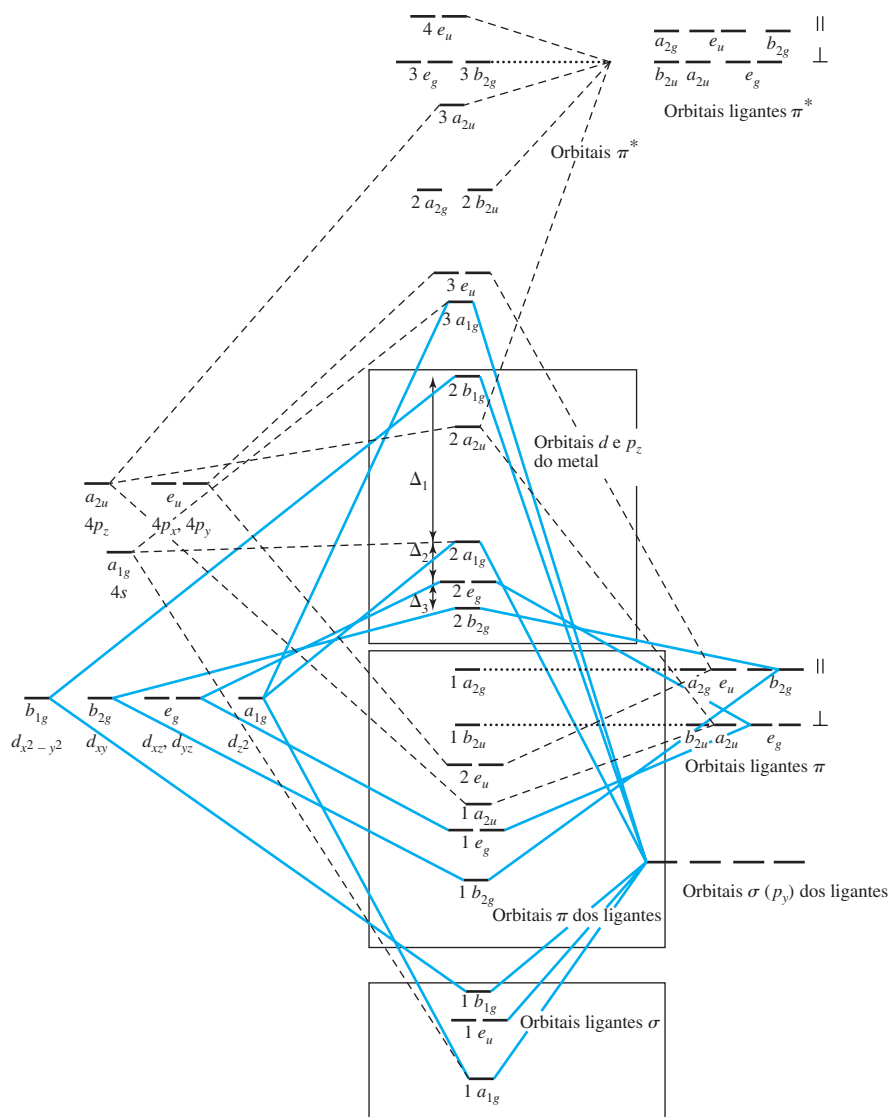 4 e_u
a_2g e_u b_2g ||
3 e_g 3 b_2g
b_2u a_2u e_g ⊥
3 a_2u
Orbitais ligantes π*
Orbitais π*
2 a_2g 2 b_2u
3 e_u
3 a_1g
2 b_1g
2 a_2u
Orbitais d e p_z
do metal
Δ_1
a_2u e_u
4p_z 4p_x, 4p_y
a_1g
4s
2 a_1g
Δ_2
2 e_g
Δ_3
2 b_2g
1 a_2g a_2g e_u b_2g ||
b_1g b_2g e_g a_1g
d_x²−y² d_xy d_xz, d_yz d_z²
1 b_2u b_2u a_2u e_g ⊥
Orbitais ligantes π
2 e_u
1 a_2u
1 e_g
1 b_2g
Orbitais σ (p_y) dos ligantes
Orbitais π dos ligantes
1 b_1g
1 e_u
Orbitais ligantes σ
1 a_1g